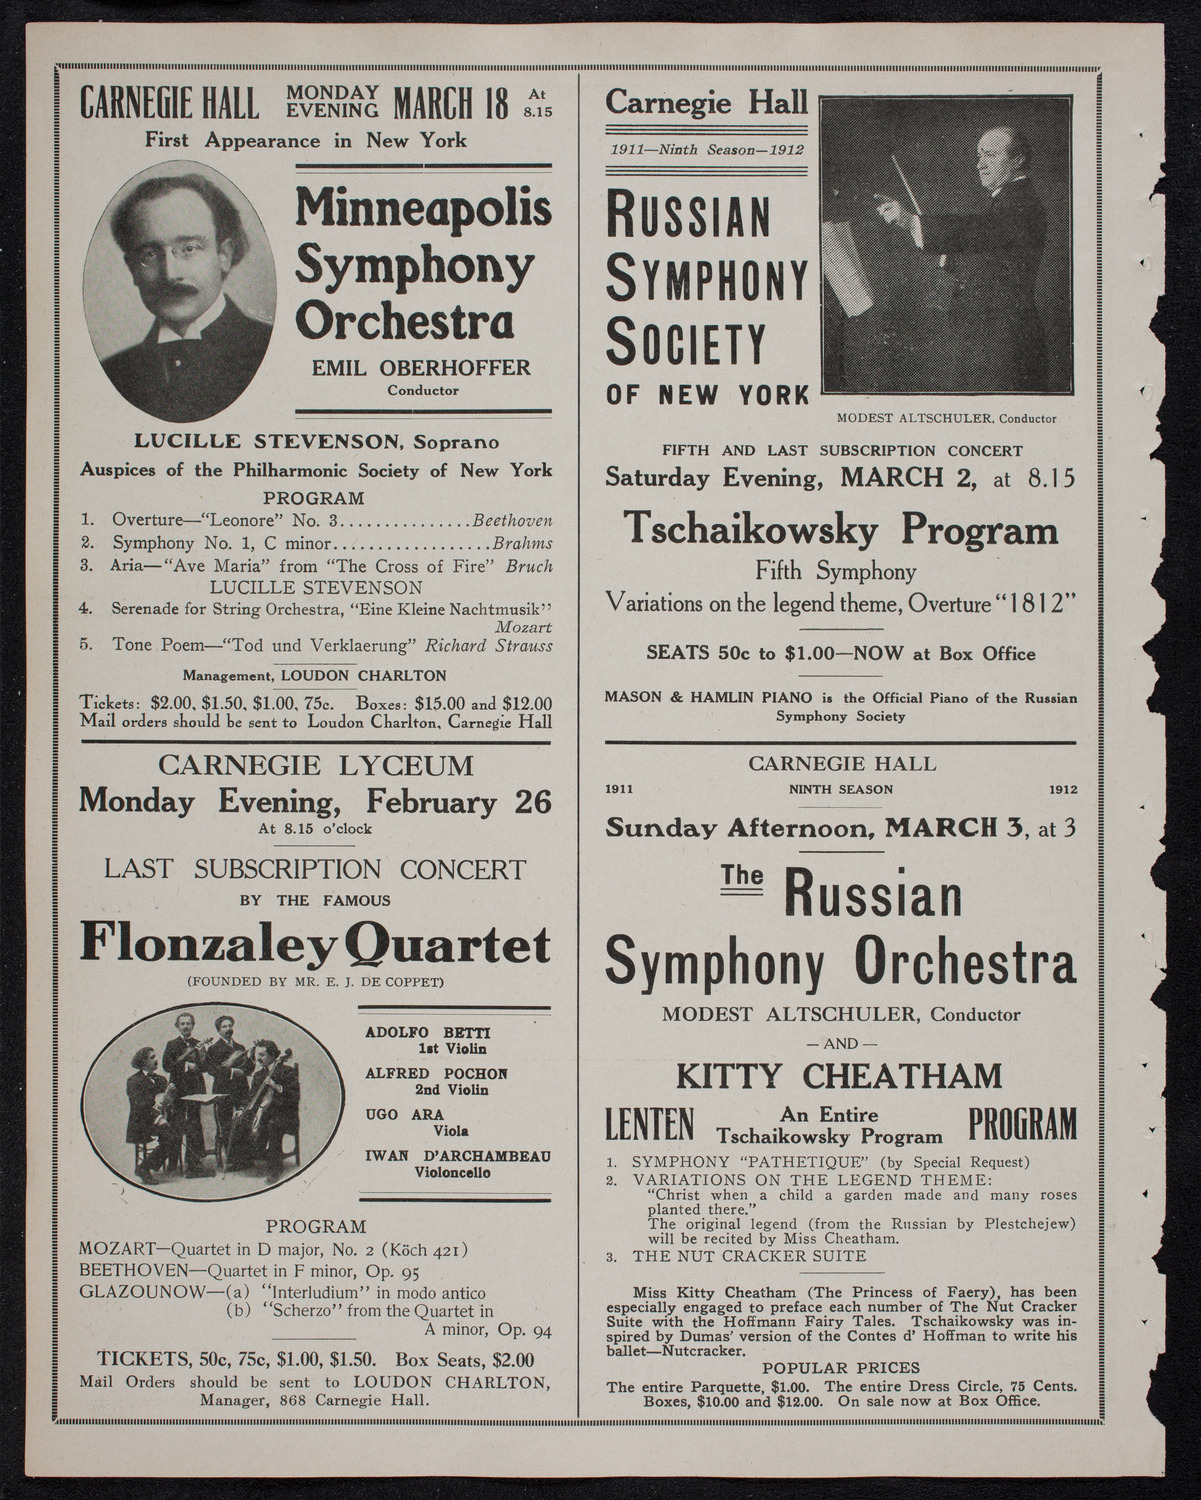 CARNEGIE HALL MONDAY EVENING MARCH 18 At 8.15
First Appearance in New York
Minneapolis
Symphony
Orchestra
EMIL OBERHOFFER
Conductor
LUCILLE STEVENSON, Soprano
Auspices of the Philharmonic Society of New York
PROGRAM
1. Overture—“Leonore” No. 3...............Beethoven
2. Symphony No. 1, C minor..................Brahms
3. Aria—“Ave Maria” from “The Cross of Fire” Bruch
LUCILLE STEVENSON
4. Serenade for String Orchestra, “Eine Kleine Nachtmusik”
Mozart
5. Tone Poem—“Tod und Verklaerung” Richard Strauss
Management, LOUDON CHARLTON
Tickets: $2.00, $1.50, $1.00, 75c. Boxes: $15.00 and $12.00
Mail orders should be sent to Loudon Charlton, Carnegie Hall
CARNEGIE LYCEUM
Monday Evening, February 26
At 8.15 o’clock
LAST SUBSCRIPTION CONCERT
BY THE FAMOUS
Flonzaley Quartet
(FOUNDED BY MR. E. J. DE COPPET)
ADOLFO BETTI
1st Violin
ALFRED POCHON
2nd Violin
UGO ARA
Viola
IWAN D’ARCHAMBEAU
Violoncello
PROGRAM
MOZART—Quartet in D major, No. 2 (Köch 421)
BEETHOVEN—Quartet in F minor, Op. 95
GLAZOUNOW—(a) “Interludium” in modo antico
(b) “Scherzo” from the Quartet in
A minor, Op. 94
TICKETS, 50c, 75c, $1.00, $1.50. Box Seats, $2.00
Mail Orders should be sent to LOUDON CHARLTON,
Manager, 868 Carnegie Hall.
Carnegie Hall
1911—Ninth Season—1912
RUSSIAN
SYMPHONY
SOCIETY
OF NEW YORK
MODEST ALTSCHULER, Conductor
FIFTH AND LAST SUBSCRIPTION CONCERT
Saturday Evening, MARCH 2, at 8.15
Tschaikowsky Program
Fifth Symphony
Variations on the legend theme, Overture “1812”
SEATS 50c to $1.00—NOW at Box Office
MASON & HAMLIN PIANO is the Official Piano of the Russian
Symphony Society
CARNEGIE HALL
1911 NINTH SEASON 1912
Sunday Afternoon, MARCH 3, at 3
The Russian
Symphony Orchestra
MODEST ALTSCHULER, Conductor
— AND —
KITTY CHEATHAM
LENTEN An Entire Tschaikowsky Program PROGRAM
1. SYMPHONY “PATHETIQUE” (by Special Request)
2. VARIATIONS ON THE LEGEND THEME:
“Christ when a child a garden made and many roses
planted there.”
The original legend (from the Russian by Plestchejew)
will be recited by Miss Cheatham.
3. THE NUT CRACKER SUITE
Miss Kitty Cheatham (The Princess of Faery), has been
especially engaged to preface each number of The Nut Cracker
Suite with the Hoffmann Fairy Tales. Tschaikowsky was in-
spired by Dumas’ version of the Contes d’ Hoffman to write his
ballet—Nutcracker.
POPULAR PRICES
The entire Parquette, $1.00. The entire Dress Circle, 75 Cents.
Boxes, $10.00 and $12.00. On sale now at Box Office.